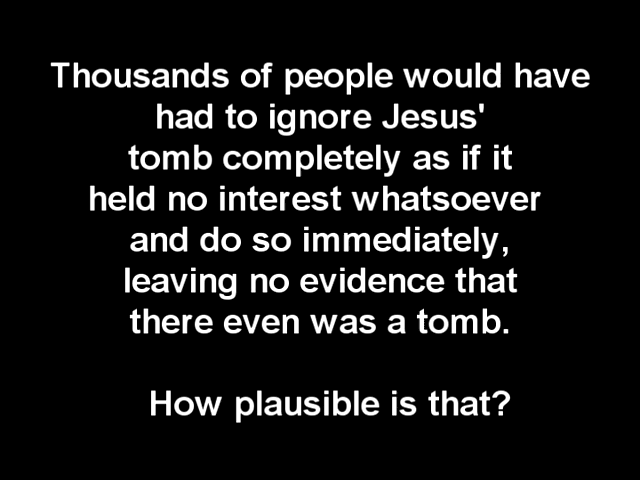 Thousands of people would have
had to ignore Jesus'
tomb completely as if it
held no interest whatsoever
and do so immediately,
leaving no evidence that
there even was a tomb.
How plausible is that?